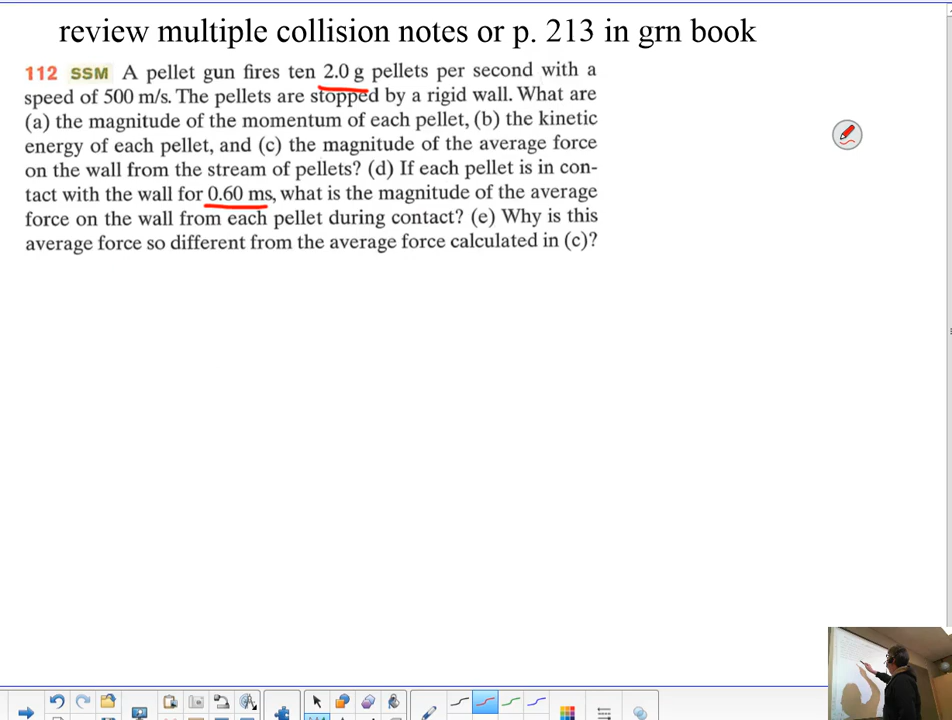 review multiple collision notes or p. 213 in grn book
112 SSM A pellet gun fires ten 2.0 g pellets per second with a
speed of 500 m/s. The pellets are stopped by a rigid wall. What are
(a) the magnitude of the momentum of each pellet, (b) the kinetic
energy of each pellet, and (c) the magnitude of the average force
on the wall from the stream of pellets? (d) If each pellet is in con-
tact with the wall for 0.60 ms, what is the magnitude of the average
force on the wall from each pellet during contact? (e) Why is this
average force so different from the average force calculated in (c)?